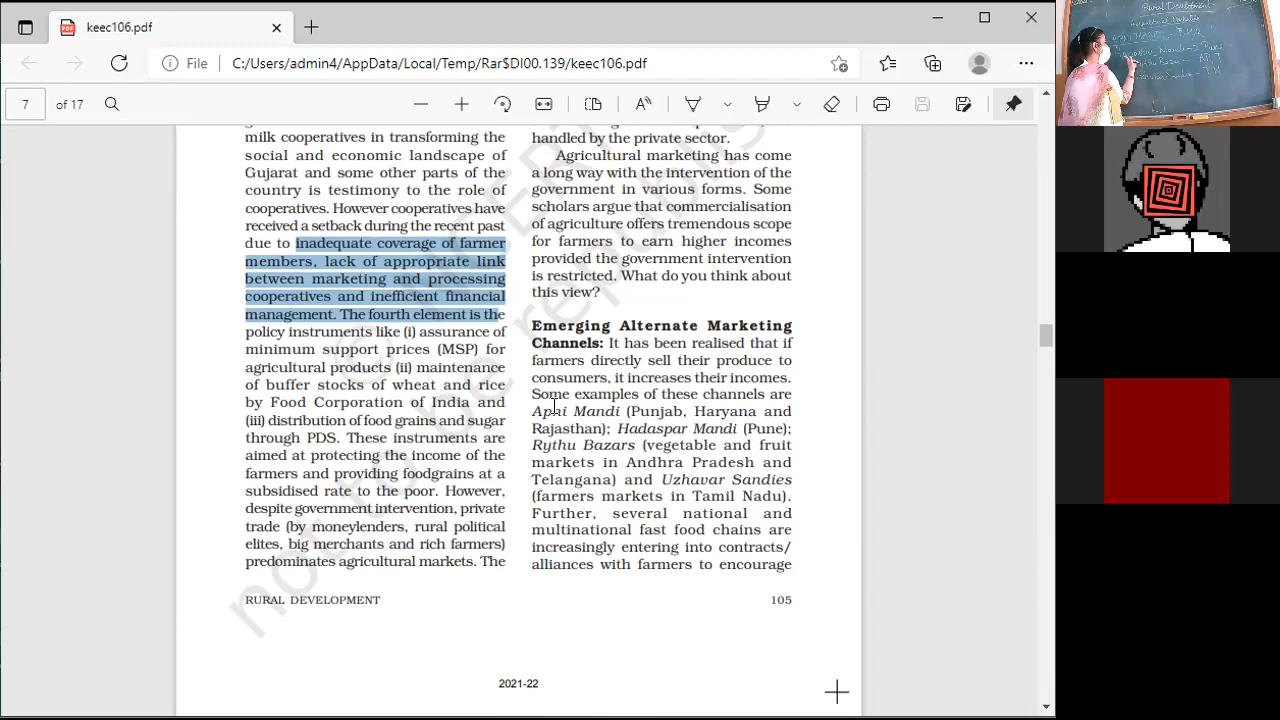 keec106.pdf
File
C:/Users/admin4/AppData/Local/Temp/Rar$DI00.139/keec106.pdf
7
of 17
milk cooperatives in transforming the
social and economic landscape of
Gujarat and some other parts of the
country is testimony to the role of
cooperatives. However cooperatives have
received a setback during the recent past
due to inadequate coverage of farmer
members, lack of appropriate link
between marketing and processing
cooperatives and inefficient financial
management. The fourth element is the
policy instruments like (i) assurance of
minimum support prices (MSP) for
agricultural products (ii) maintenance
of buffer stocks of wheat and rice
by Food Corporation of India and
(iii) distribution of food grains and sugar
through PDS. These instruments are
aimed at protecting the income of the
farmers and providing foodgrains at a
subsidised rate to the poor. However,
despite government intervention, private
trade (by moneylenders, rural political
elites, big merchants and rich farmers)
predominates agricultural markets. The
handled by the private sector.
Agricultural marketing has come
a long way with the intervention of the
government in various forms. Some
scholars argue that commercialisation
of agriculture offers tremendous scope
for farmers to earn higher incomes
provided the government intervention
is restricted. What do you think about
this view?
Emerging Alternate Marketing
Channels: It has been realised that if
farmers directly sell their produce to
consumers, it increases their incomes.
Some examples of these channels are
Apni Mandi (Punjab, Haryana and
Rajasthan); Hadaspar Mandi (Pune);
Rythu Bazars (vegetable and fruit
markets in Andhra Pradesh and
Telangana) and Uzhavar Sandies
(farmers markets in Tamil Nadu).
Further, several national and
multinational fast food chains are
increasingly entering into contracts/
alliances with farmers to encourage
RURAL DEVELOPMENT
105
2021-22
not to be republis
Rural Development